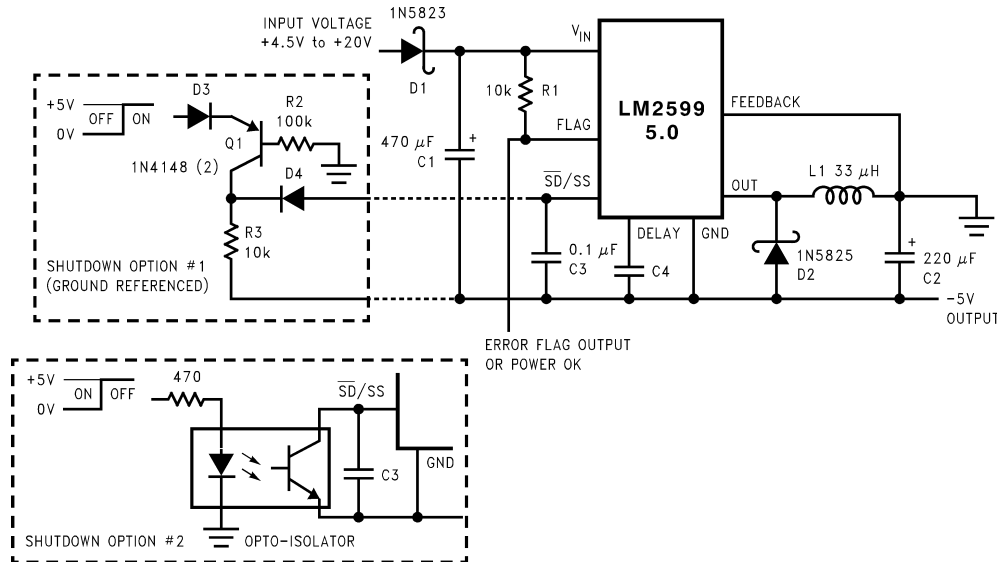 1N5823
INPUT VOLTAGE
+4.5V to +20V
D1
VIN
10k R1
LM2599
5.0
FEEDBACK
FLAG
470 µF
+
C1
SD/SS
OUT
L1 33 µH
DELAY
GND
0.1 µF
C3
C4
1N5825
D2
+
220 µF
C2
-5V
OUTPUT
ERROR FLAG OUTPUT
OR POWER OK
+5V
OFF
ON
0V
D3
R2
100k
Q1
1N4148 (2)
D4
R3
10k
SHUTDOWN OPTION #1
(GROUND REFERENCED)
+5V
ON
OFF
0V
470
SD/SS
GND
C3
SHUTDOWN OPTION #2
OPTO-ISOLATOR